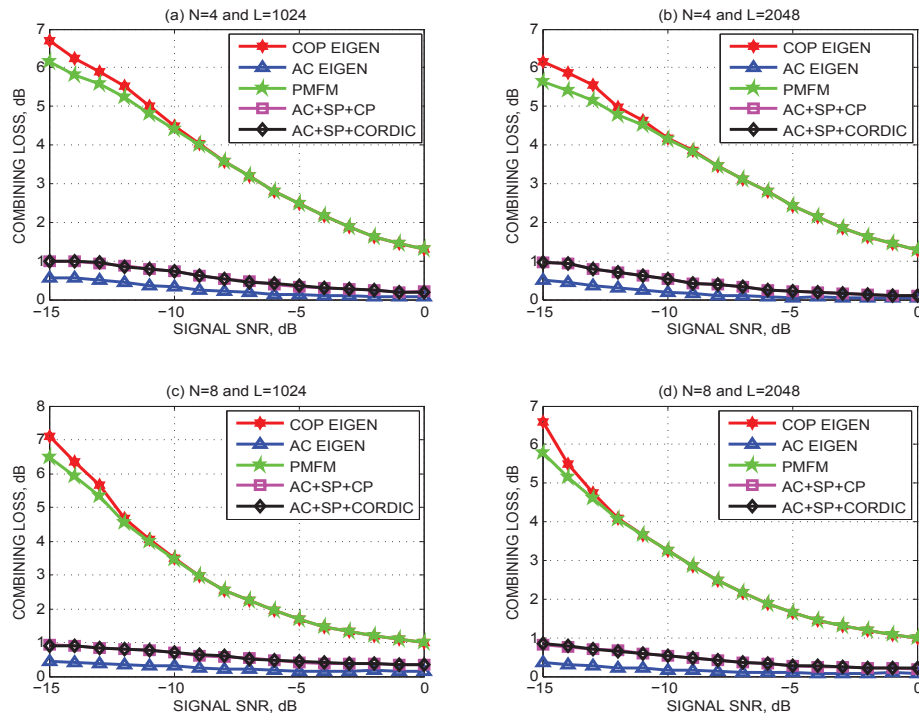 (a) N=4 and L=1024
COMBINING LOSS, dB
7
6
5
4
3
2
1
0
−15
−10
−5
0
SIGNAL SNR, dB
COP EIGEN
AC EIGEN
PMFM
AC+SP+CP
AC+SP+CORDIC
(b) N=4 and L=2048
COMBINING LOSS, dB
7
6
5
4
3
2
1
0
−15
−10
−5
0
SIGNAL SNR, dB
COP EIGEN
AC EIGEN
PMFM
AC+SP+CP
AC+SP+CORDIC
(c) N=8 and L=1024
COMBINING LOSS, dB
8
7
6
5
4
3
2
1
0
−15
−10
−5
0
SIGNAL SNR, dB
COP EIGEN
AC EIGEN
PMFM
AC+SP+CP
AC+SP+CORDIC
(d) N=8 and L=2048
COMBINING LOSS, dB
7
6
5
4
3
2
1
0
−15
−10
−5
0
SIGNAL SNR, dB
COP EIGEN
AC EIGEN
PMFM
AC+SP+CP
AC+SP+CORDIC